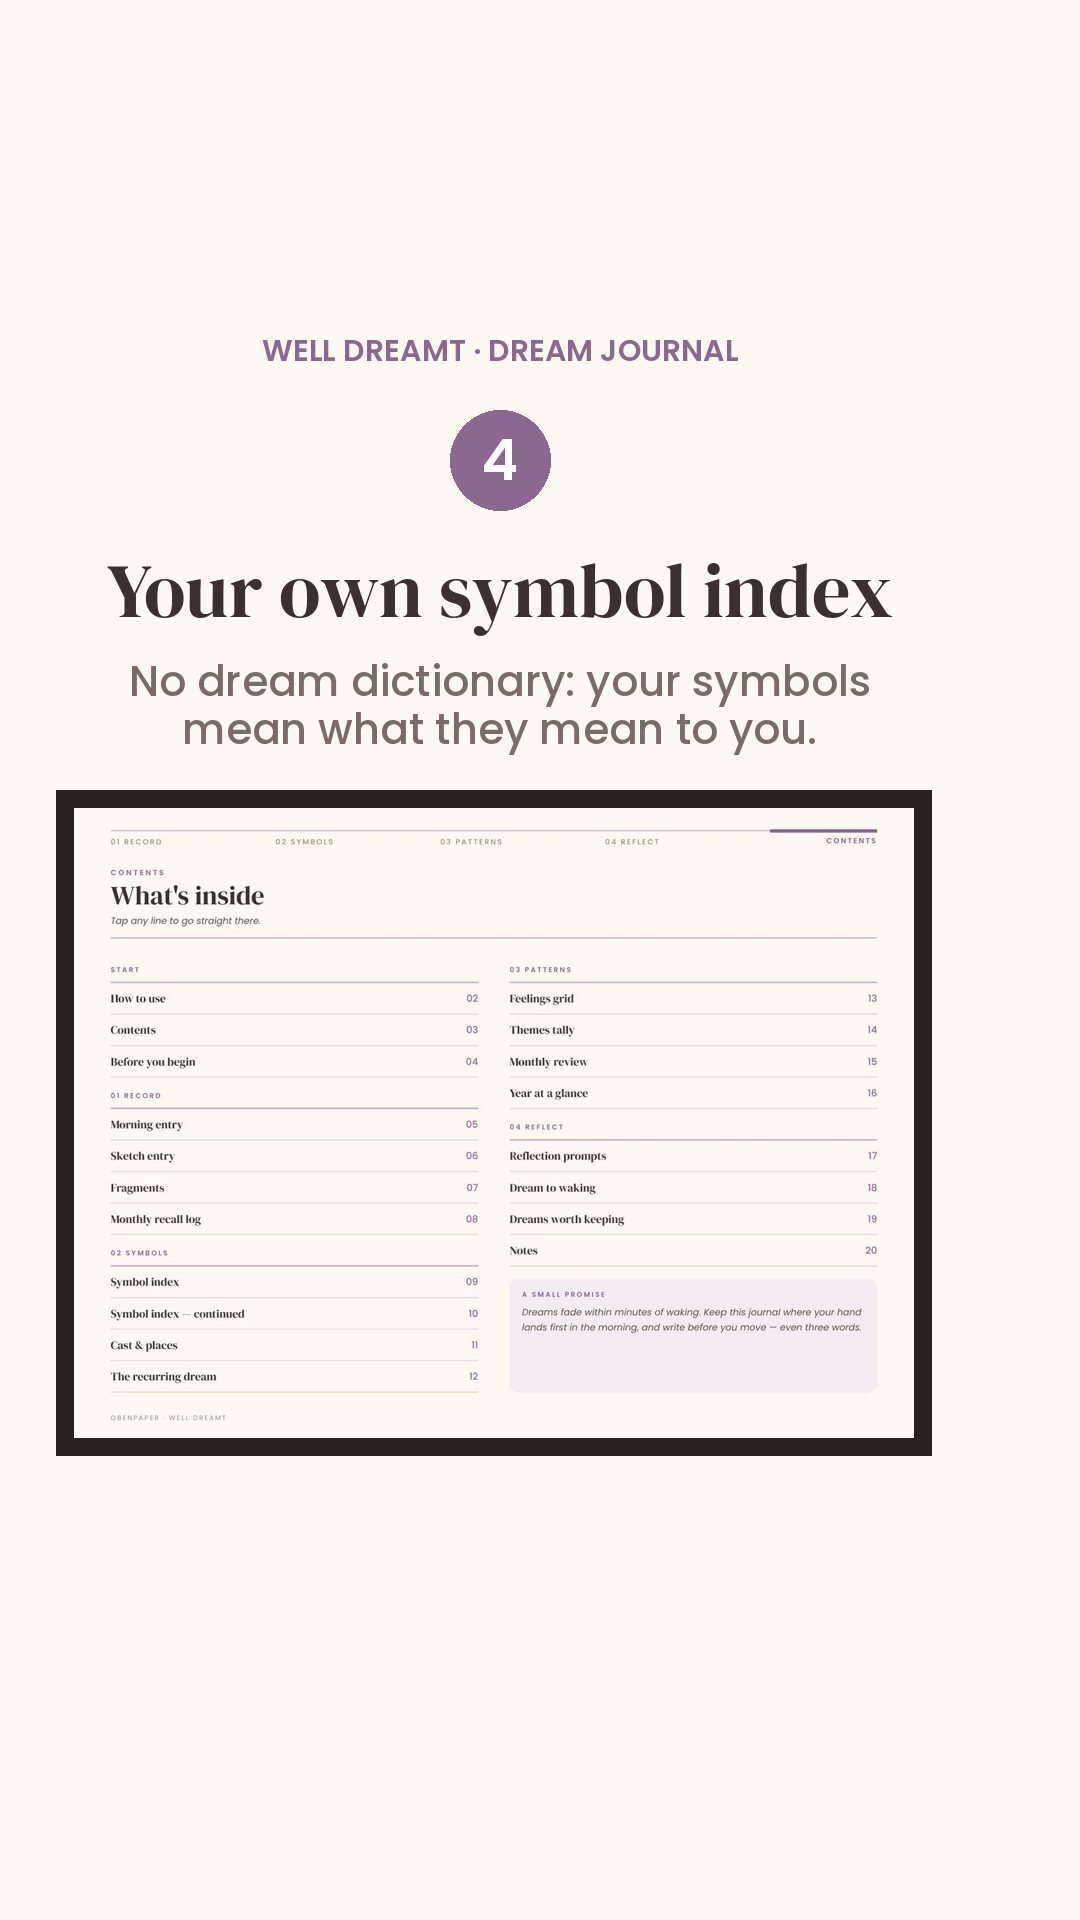 WELL DREAMT · DREAM JOURNAL
4
Your own symbol index
No dream dictionary: your symbols
mean what they mean to you.
01 RECORD
02 SYMBOLS
03 PATTERNS
04 REFLECT
CONTENTS
CONTENTS
What's inside
Tap any line to go straight there.
START
How to use 02
Contents 03
Before you begin 04
01 RECORD
Morning entry 05
Sketch entry 06
Fragments 07
Monthly recall log 08
02 SYMBOLS
Symbol index 09
Symbol index — continued 10
Cast & places 11
The recurring dream 12
03 PATTERNS
Feelings grid 13
Themes tally 14
Monthly review 15
Year at a glance 16
04 REFLECT
Reflection prompts 17
Dream to waking 18
Dreams worth keeping 19
Notes 20
A SMALL PROMISE
Dreams fade within minutes of waking. Keep this journal where your hand
lands first in the morning, and write before you move — even three words.
OBENPAPER · WELL DREAMT